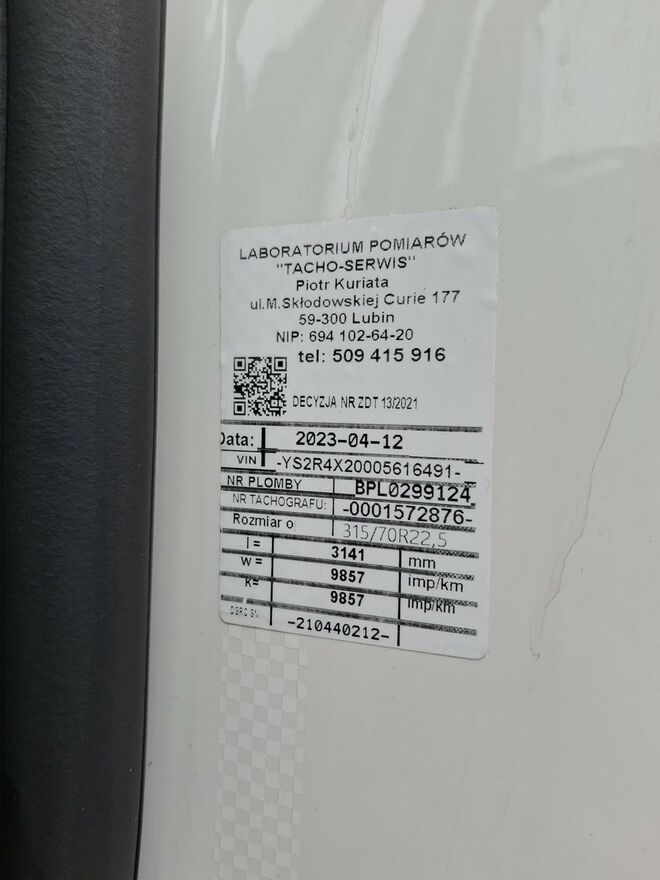 LABORATORIUM POMIARÓW
"TACHO-SERWIS"
Piotr Kuriata
ul.M.Skłodowskiej Curie 177
59-300 Lubin
NIP: 694 102-64-20
tel: 509 415 916
DECYZJA NR ZDT 13/2021
Data: 2023-04-12
VIN -YS2R4X20005616491-
NR PLOMBY BPL0299124
NR TACHOGRAFU: -0001572876-
Rozmiar o 315/70R22,5
l = 3141 mm
w = 9857 imp/km
k= 9857 imp/km
DSRC SN -210440212-